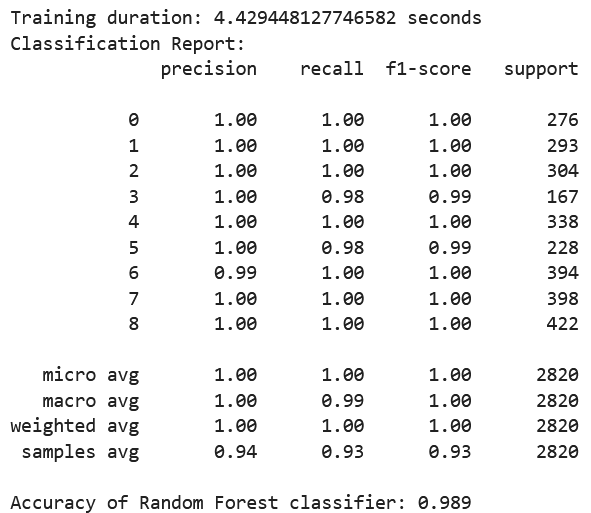 Training duration: 4.429448127746582 seconds
Classification Report:
precision recall f1-score support
0 1.00 1.00 1.00 276
1 1.00 1.00 1.00 293
2 1.00 1.00 1.00 304
3 1.00 0.98 0.99 167
4 1.00 1.00 1.00 338
5 1.00 0.98 0.99 228
6 0.99 1.00 1.00 394
7 1.00 1.00 1.00 398
8 1.00 1.00 1.00 422
micro avg 1.00 1.00 1.00 2820
macro avg 1.00 0.99 1.00 2820
weighted avg 1.00 1.00 1.00 2820
samples avg 0.94 0.93 0.93 2820
Accuracy of Random Forest classifier: 0.989